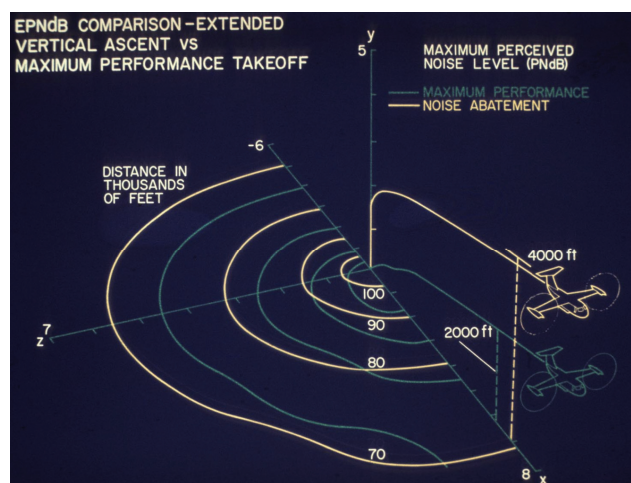 EPNdB COMPARISON-EXTENDED
VERTICAL ASCENT VS
MAXIMUM PERFORMANCE TAKEOFF
y
5
MAXIMUM PERCEIVED
NOISE LEVEL (PNdB)
MAXIMUM PERFORMANCE
NOISE ABATEMENT
-6
DISTANCE IN
THOUSANDS
OF FEET
4000 ft
100
90
2000 ft
7
z
80
70
8
x